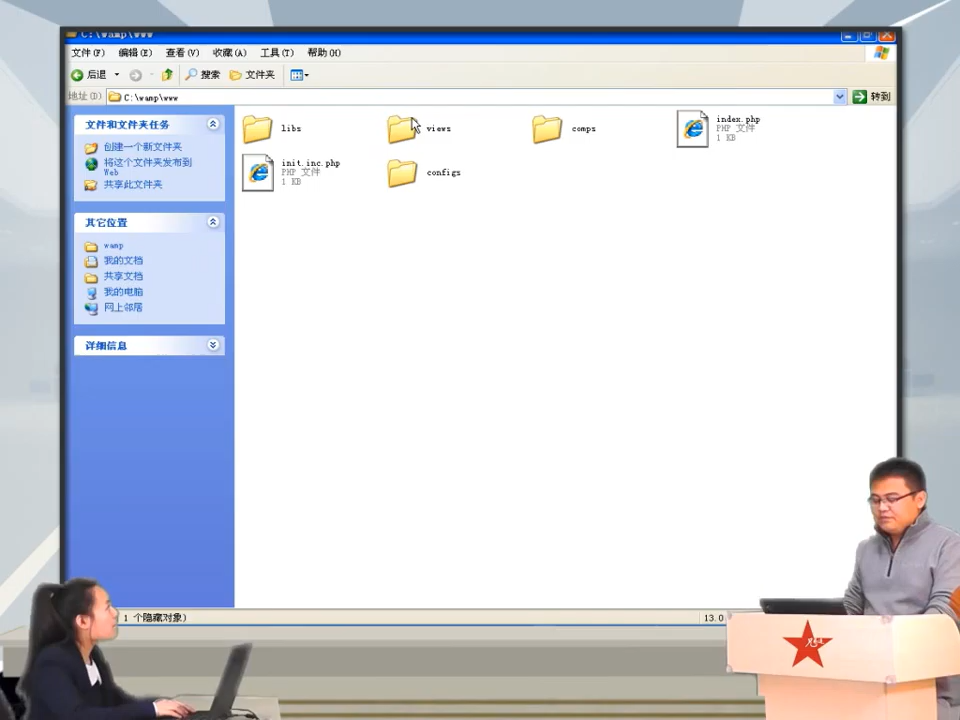 C:\wamp\www
文件(F) 编辑(E) 查看(V) 收藏(A) 工具(T) 帮助(H)
后退 搜索 文件夹
地址(D) C:\wamp\www 转到
文件和文件夹任务
创建一个新文件夹
将这个文件夹发布到
Web
共享此文件夹
其它位置
wamp
我的文档
共享文档
我的电脑
网上邻居
详细信息
libs
views
comps
index.php
PHP 文件
1 KB
init.inc.php
PHP 文件
1 KB
configs
1 个隐藏对象)
13.0